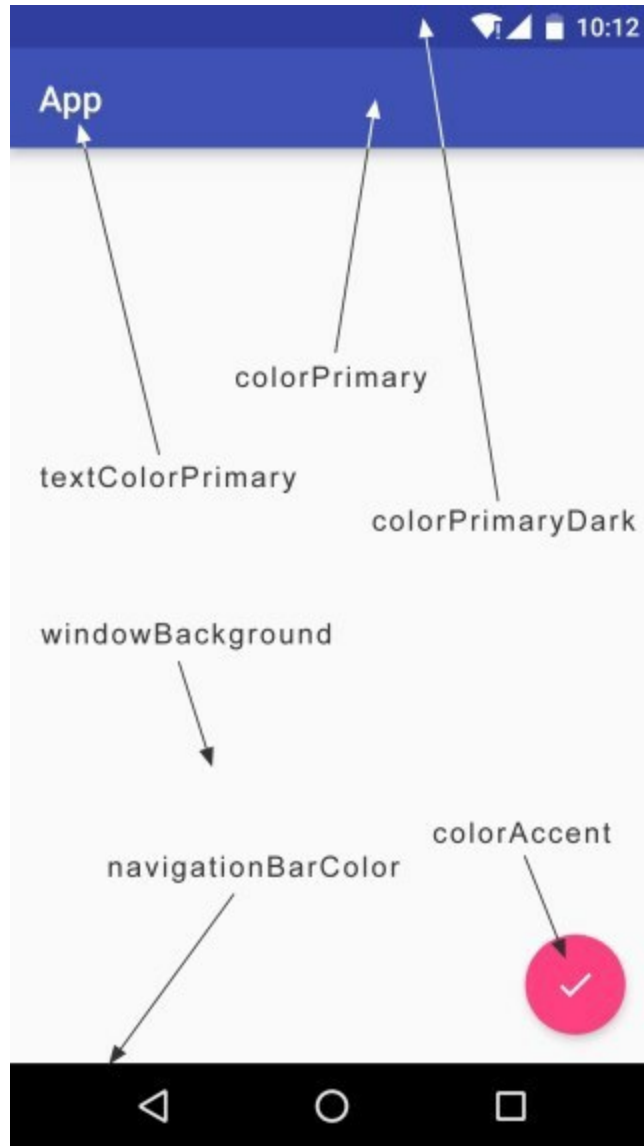 10:12
App
colorPrimary
textColorPrimary
colorPrimaryDark
windowBackground
colorAccent
navigationBarColor